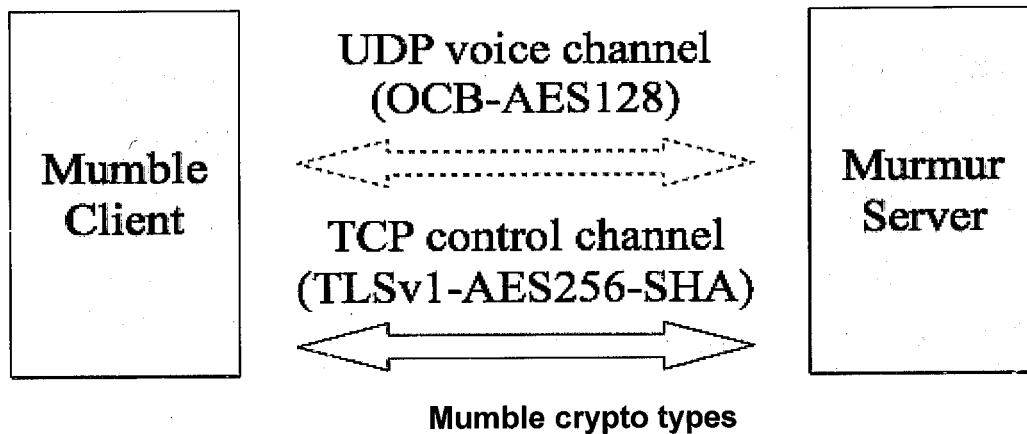 UDP voice channel
(OCB-AES128)
Mumble
Client
Murmur
Server
TCP control channel
(TLSv1-AES256-SHA)
Mumble crypto types